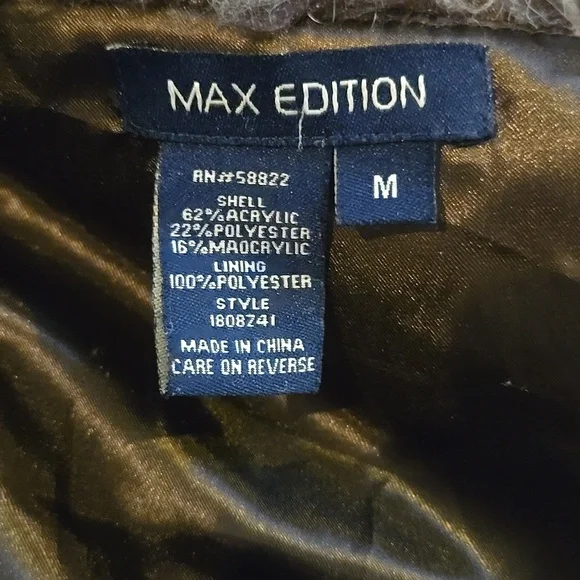 MAX EDITION
M
RN#58822
SHELL
62%ACRYLIC
22%POLYESTER
16%MAOCRYLIC
LINING
100%POLYESTER
STYLE
1808241
MADE IN CHINA
CARE ON REVERSE